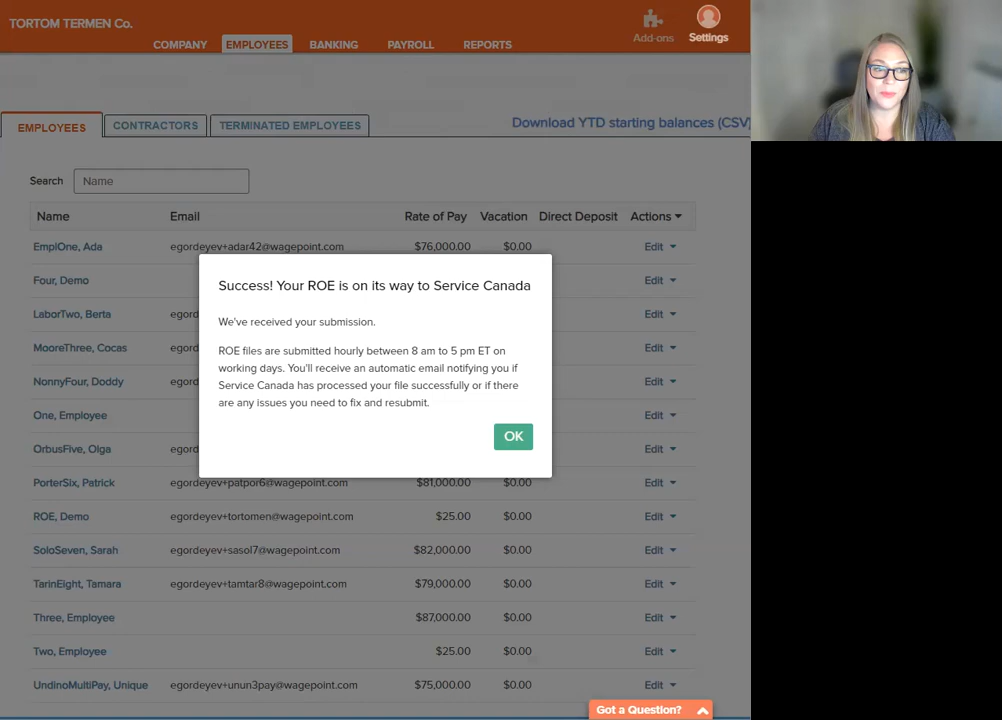 TORTOM TERMEN Co.
Add-ons
Settings
COMPANY EMPLOYEES BANKING PAYROLL REPORTS
EMPLOYEES CONTRACTORS TERMINATED EMPLOYEES Download YTD starting balances (CSV)
Search Name
Name Email Rate of Pay Vacation Direct Deposit Actions
EmplOne, Ada egordeyev+adar42@wagepoint.com $76,000.00 $0.00 Edit
Four, Demo egord Edit
LaborTwo, Berta egord Edit
MooreThree, Cocas egord Edit
NonnyFour, Doddy egord Edit
One, Employee Edit
OrbusFive, Olga egord Edit
PorterSix, Patrick egordeyev+patpor6@wagepoint.com $81,000.00 $0.00 Edit
ROE, Demo egordeyev+tortomen@wagepoint.com $25.00 $0.00 Edit
SoloSeven, Sarah egordeyev+sasol7@wagepoint.com $82,000.00 $0.00 Edit
TarinEight, Tamara egordeyev+tamtar8@wagepoint.com $79,000.00 $0.00 Edit
Three, Employee $87,000.00 $0.00 Edit
Two, Employee $25.00 $0.00 Edit
UndinoMultiPay, Unique egordeyev+unun3pay@wagepoint.com $75,000.00 $0.00 Edit
Success! Your ROE is on its way to Service Canada
We've received your submission.
ROE files are submitted hourly between 8 am to 5 pm ET on
working days. You'll receive an automatic email notifying you if
Service Canada has processed your file successfully or if there
are any issues you need to fix and resubmit.
OK
Got a Question?